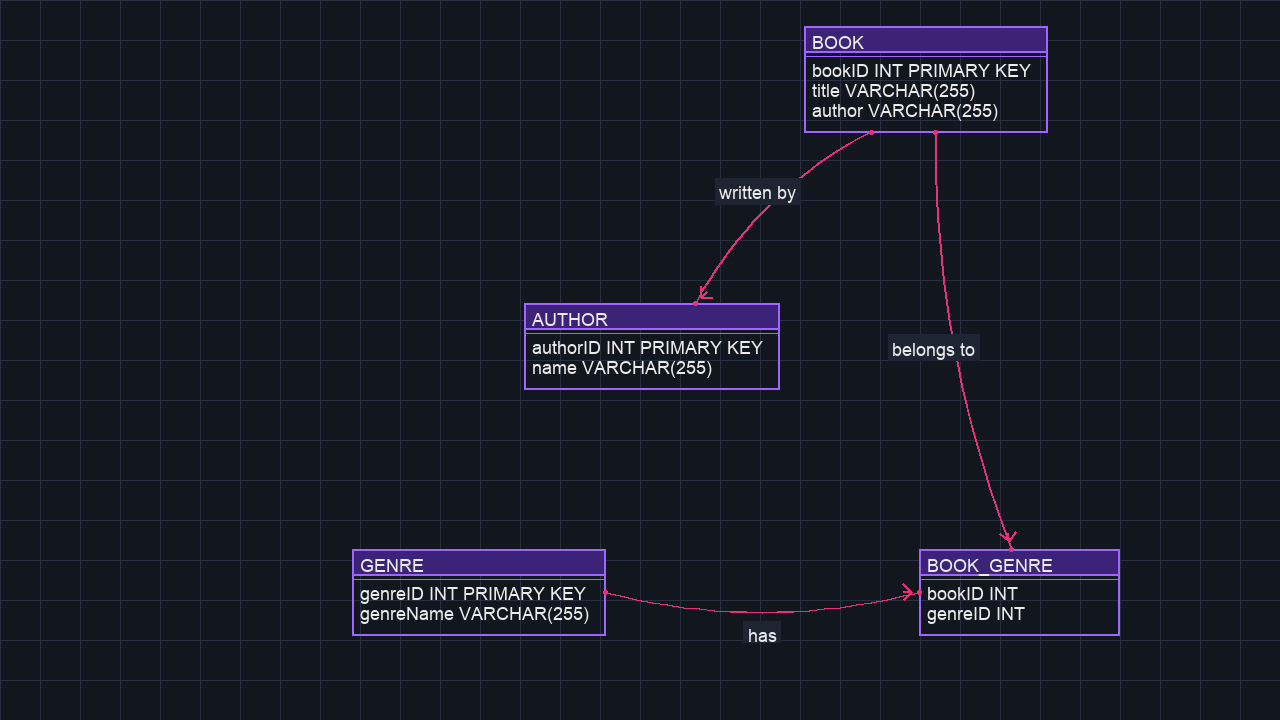 BOOK
bookID INT PRIMARY KEY
title VARCHAR(255)
author VARCHAR(255)
written by
AUTHOR
authorID INT PRIMARY KEY
name VARCHAR(255)
belongs to
GENRE
genreID INT PRIMARY KEY
genreName VARCHAR(255)
has
BOOK_GENRE
bookID INT
genreID INT